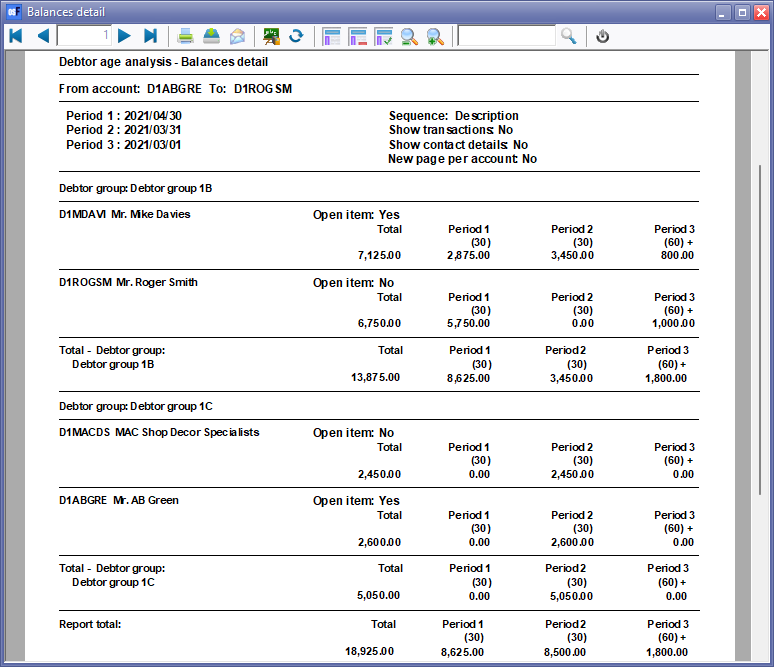 Balances detail
1
Debtor age analysis - Balances detail
From account: D1ABGRE To: D1ROGSM
Period 1 : 2021/04/30 Sequence: Description
Period 2 : 2021/03/31 Show transactions: No
Period 3 : 2021/03/01 Show contact details: No
New page per account: No
Debtor group: Debtor group 1B
D1MDAVI Mr. Mike Davies Open item: Yes
Total Period 1 Period 2 Period 3
(30) (30) (60) +
7,125.00 2,875.00 3,450.00 800.00
D1ROGSM Mr. Roger Smith Open item: No
Total Period 1 Period 2 Period 3
(30) (30) (60) +
6,750.00 5,750.00 0.00 1,000.00
Total - Debtor group: Total Period 1 Period 2 Period 3
Debtor group 1B (30) (30) (60) +
13,875.00 8,625.00 3,450.00 1,800.00
Debtor group: Debtor group 1C
D1MACDS MAC Shop Decor Specialists Open item: No
Total Period 1 Period 2 Period 3
(30) (30) (60) +
2,450.00 0.00 2,450.00 0.00
D1ABGRE Mr. AB Green Open item: Yes
Total Period 1 Period 2 Period 3
(30) (30) (60) +
2,600.00 0.00 2,600.00 0.00
Total - Debtor group: Total Period 1 Period 2 Period 3
Debtor group 1C (30) (30) (60) +
5,050.00 0.00 5,050.00 0.00
Report total: Total Period 1 Period 2 Period 3
(30) (30) (60) +
18,925.00 8,625.00 8,500.00 1,800.00